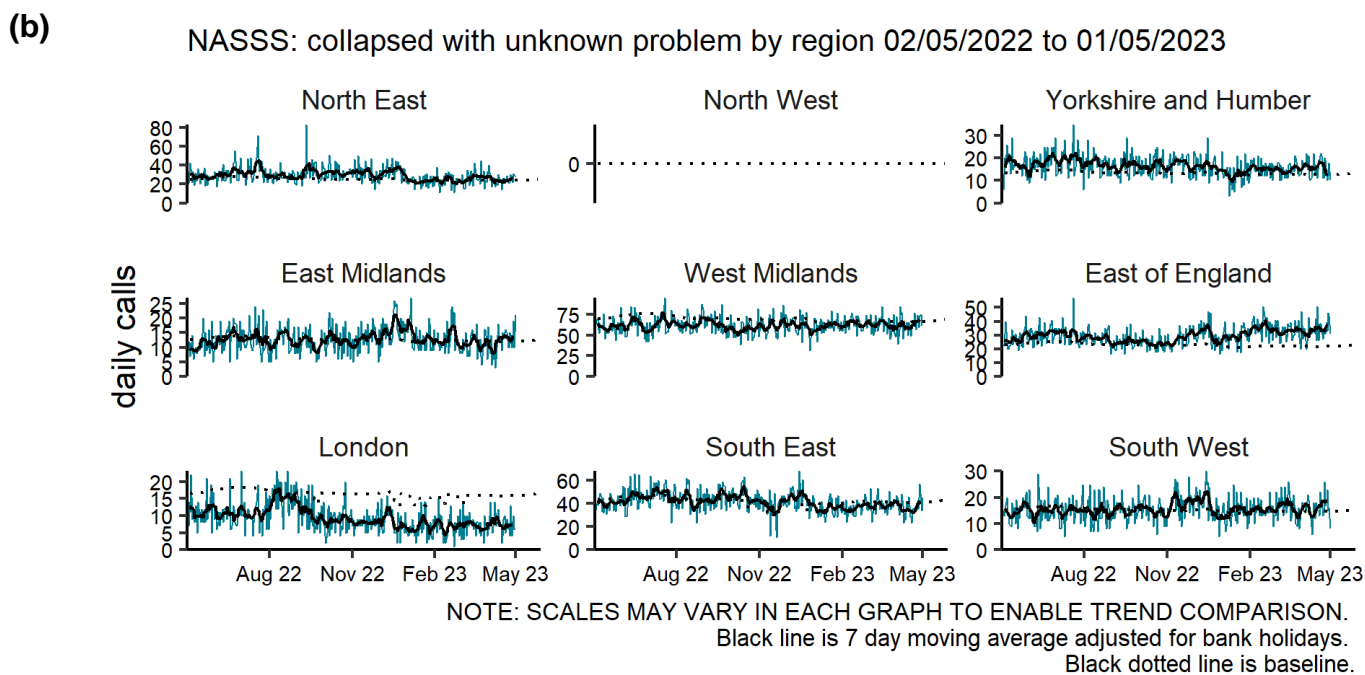 (b)
NASSS: collapsed with unknown problem by region 02/05/2022 to 01/05/2023
North East
North West
Yorkshire and Humber
80
60
40
20
0
0
30
20
10
0
daily calls
East Midlands
West Midlands
East of England
25
20
15
10
5
0
75
50
25
0
50
40
30
20
10
0
London
South East
South West
20
15
10
5
0
60
40
20
0
30
20
10
0
Aug 22 Nov 22 Feb 23 May 23
Aug 22 Nov 22 Feb 23 May 23
Aug 22 Nov 22 Feb 23 May 23
NOTE: SCALES MAY VARY IN EACH GRAPH TO ENABLE TREND COMPARISON.
Black line is 7 day moving average adjusted for bank holidays.
Black dotted line is baseline.